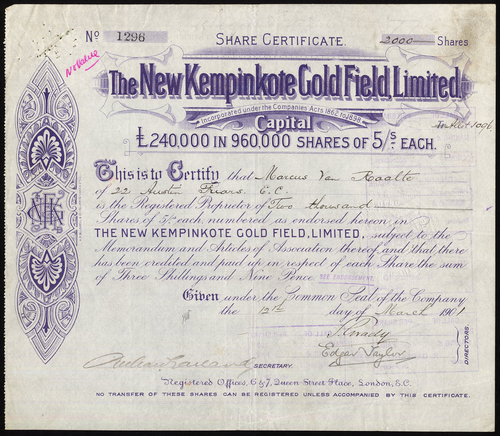 Nº 1296 SHARE CERTIFICATE. 2000 Shares
No Value
The New Kempinkote Gold Field, Limited.
Incorporated under the Companies Acts, 1862 to 1898.
Capital
£240,000 IN 960,000 SHARES OF 5/s. EACH.
This is to Certify that Marcus Van Raalte
of 22 Austin Friars, E.C.
is the Registered Proprietor of Two thousand
Shares of 5/- each, numbered as endorsed hereon in
THE NEW KEMPINKOTE GOLD FIELD, LIMITED, subject to the
Memorandum and Articles of Association thereof, and that there
has been credited and paid up in respect of each Share the sum
of Three Shillings and Nine Pence. SEE ENDORSEMENT.
Given under the Common Seal of the Company
the 12th day of March 1901
Edgar Taylor
DIRECTORS.
SECRETARY.
Registered Offices, 6 & 7, Queen Street Place, London, E.C.
NO TRANSFER OF THESE SHARES CAN BE REGISTERED UNLESS ACCOMPANIED BY THIS CERTIFICATE.